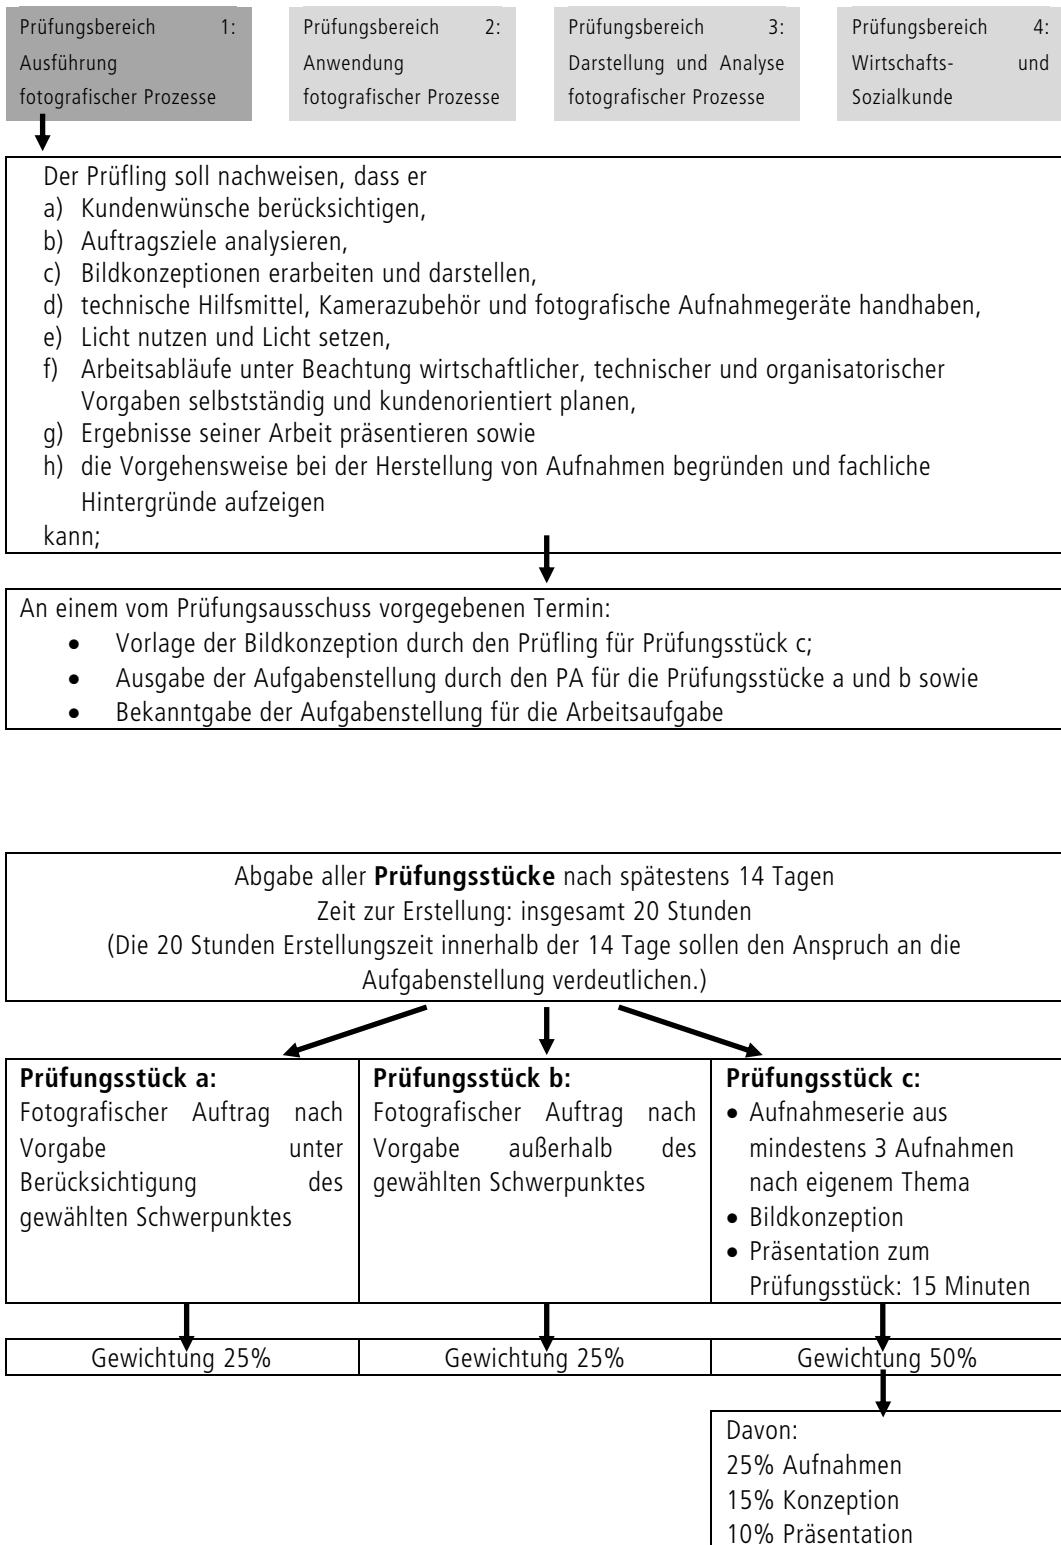 Prüfungsbereich 1:
Ausführung
fotografischer Prozesse
Prüfungsbereich 2:
Anwendung
fotografischer Prozesse
Prüfungsbereich 3:
Darstellung und Analyse
fotografischer Prozesse
Prüfungsbereich 4:
Wirtschafts- und
Sozialkunde
Der Prüfling soll nachweisen, dass er
a) Kundenwünsche berücksichtigen,
b) Auftragsziele analysieren,
c) Bildkonzeptionen erarbeiten und darstellen,
d) technische Hilfsmittel, Kamerazubehör und fotografische Aufnahmegeräte handhaben,
e) Licht nutzen und Licht setzen,
f) Arbeitsabläufe unter Beachtung wirtschaftlicher, technischer und organisatorischer
Vorgaben selbstständig und kundenorientiert planen,
g) Ergebnisse seiner Arbeit präsentieren sowie
h) die Vorgehensweise bei der Herstellung von Aufnahmen begründen und fachliche
Hintergründe aufzeigen
kann;
An einem vom Prüfungsausschuss vorgegebenen Termin:
• Vorlage der Bildkonzeption durch den Prüfling für Prüfungsstück c;
• Ausgabe der Aufgabenstellung durch den PA für die Prüfungsstücke a und b sowie
• Bekanntgabe der Aufgabenstellung für die Arbeitsaufgabe
Abgabe aller Prüfungsstücke nach spätestens 14 Tagen
Zeit zur Erstellung: insgesamt 20 Stunden
(Die 20 Stunden Erstellungszeit innerhalb der 14 Tage sollen den Anspruch an die
Aufgabenstellung verdeutlichen.)
Prüfungsstück a:
Fotografischer Auftrag nach
Vorgabe unter
Berücksichtigung des
gewählten Schwerpunktes
Prüfungsstück b:
Fotografischer Auftrag nach
Vorgabe außerhalb des
gewählten Schwerpunktes
Prüfungsstück c:
• Aufnahmeserie aus
mindestens 3 Aufnahmen
nach eigenem Thema
• Bildkonzeption
• Präsentation zum
Prüfungsstück: 15 Minuten
Gewichtung 25%
Gewichtung 25%
Gewichtung 50%
Davon:
25% Aufnahmen
15% Konzeption
10% Präsentation